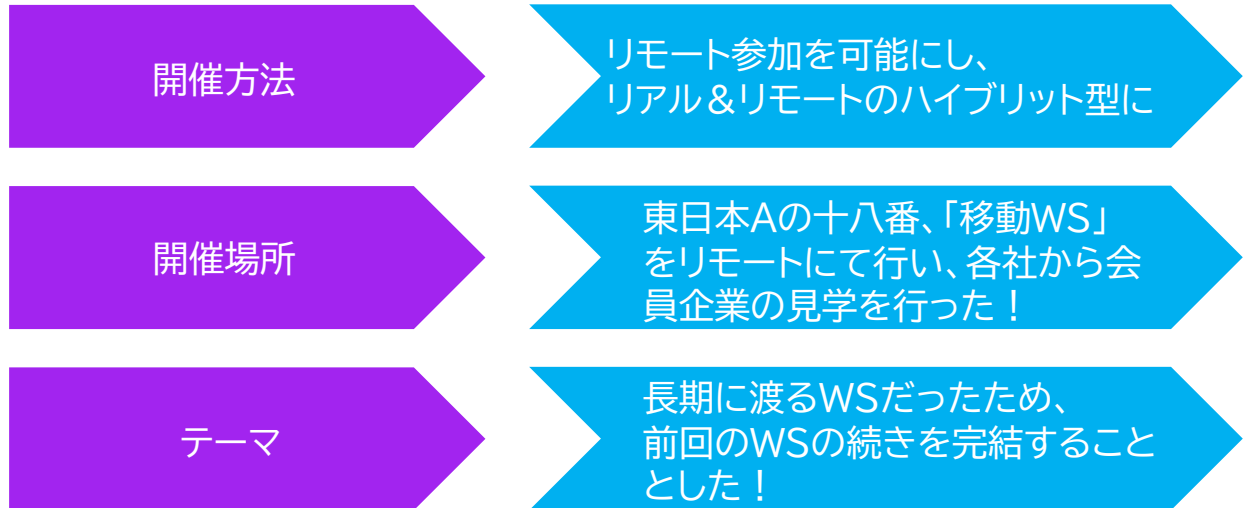 開催方法
リモート参加を可能にし、
リアル＆リモートのハイブリット型に
開催場所
東日本Aの十八番、「移動WS」
をリモートにて行い、各社から会
員企業の見学を行った！
テーマ
長期に渡るWSだったため、
前回のWSの続きを完結すること
とした！